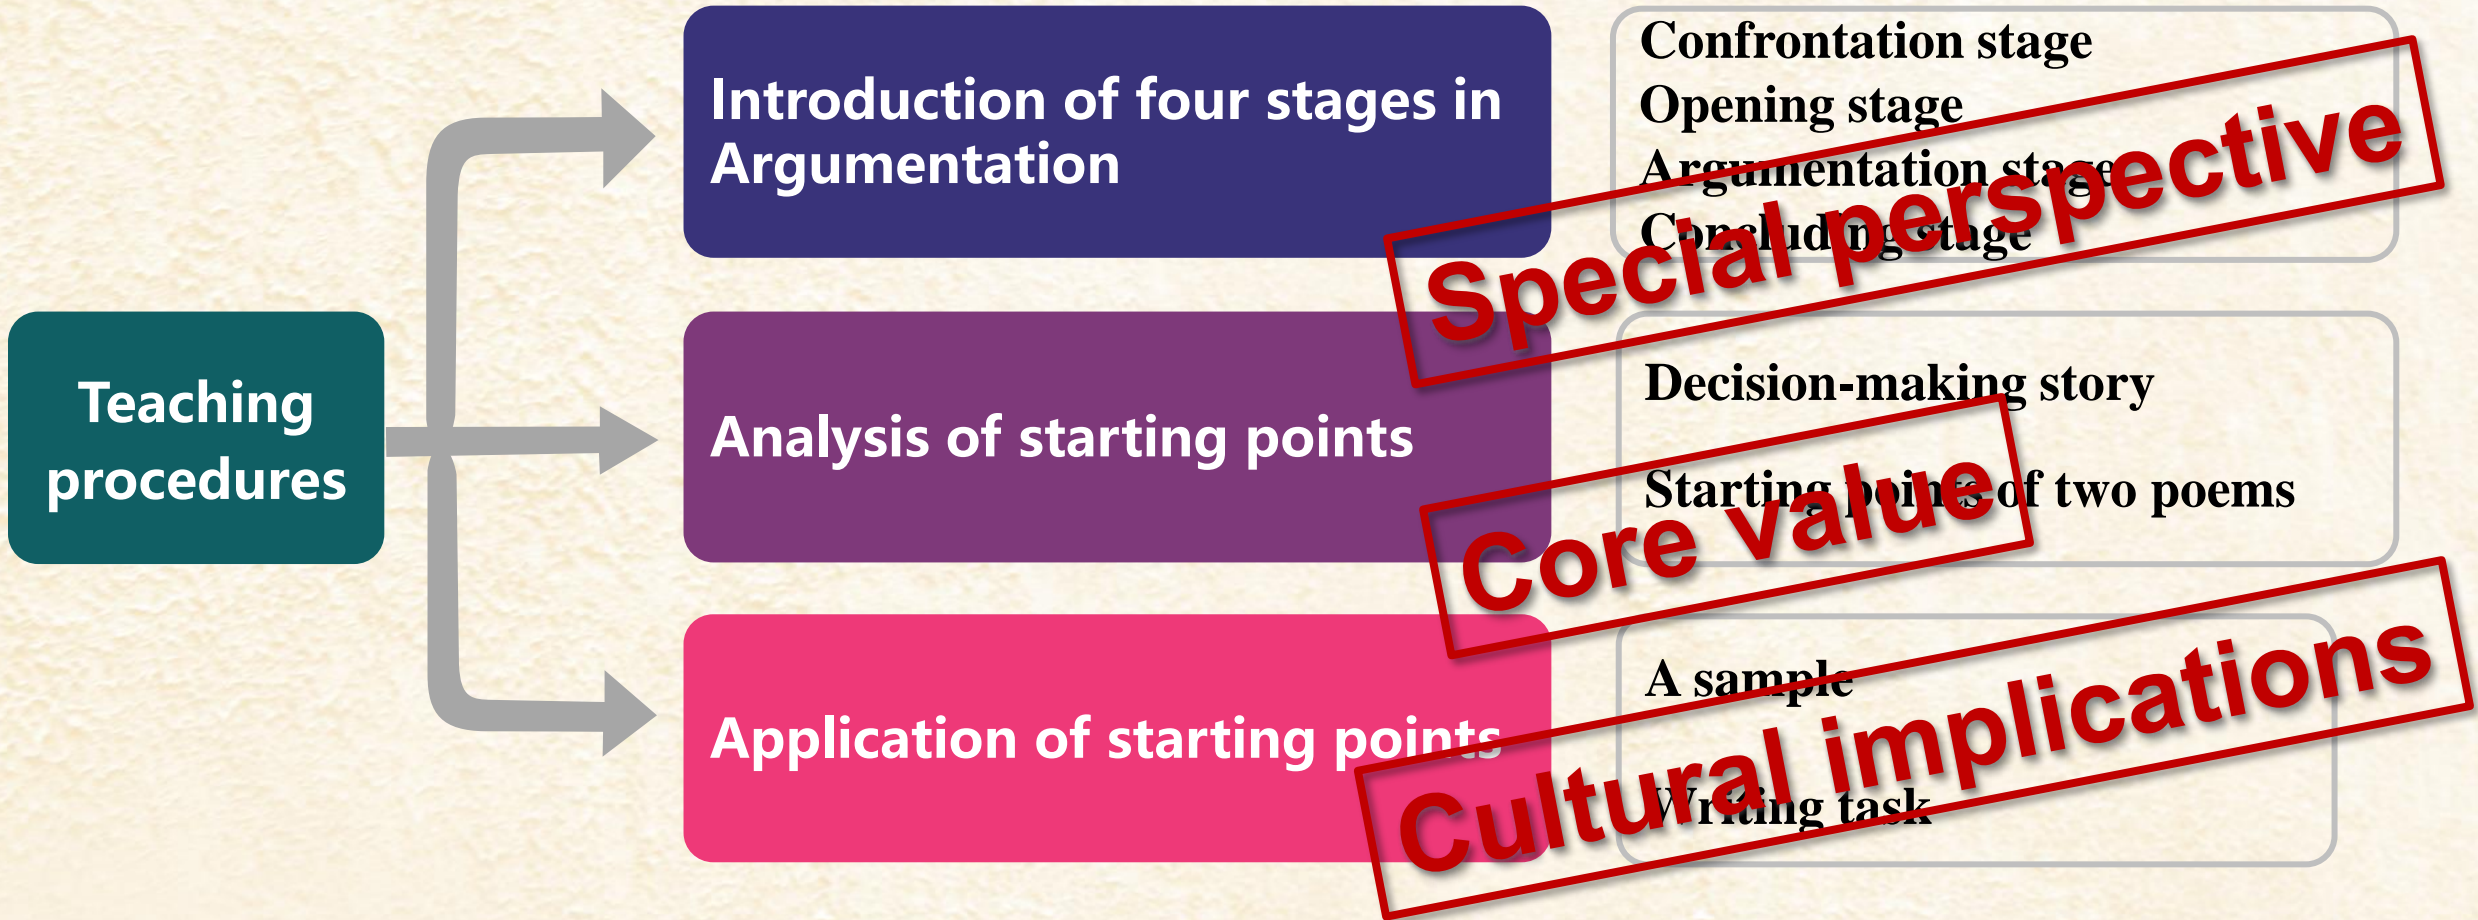 Teaching
procedures
Introduction of four stages in
Argumentation
Confrontation stage
Opening stage
Argumentation stage
Concluding stage
Special perspective
Analysis of starting points
Decision-making story
Starting points of two poems
Core value
Application of starting points
A sample
Writing task
Cultural implications